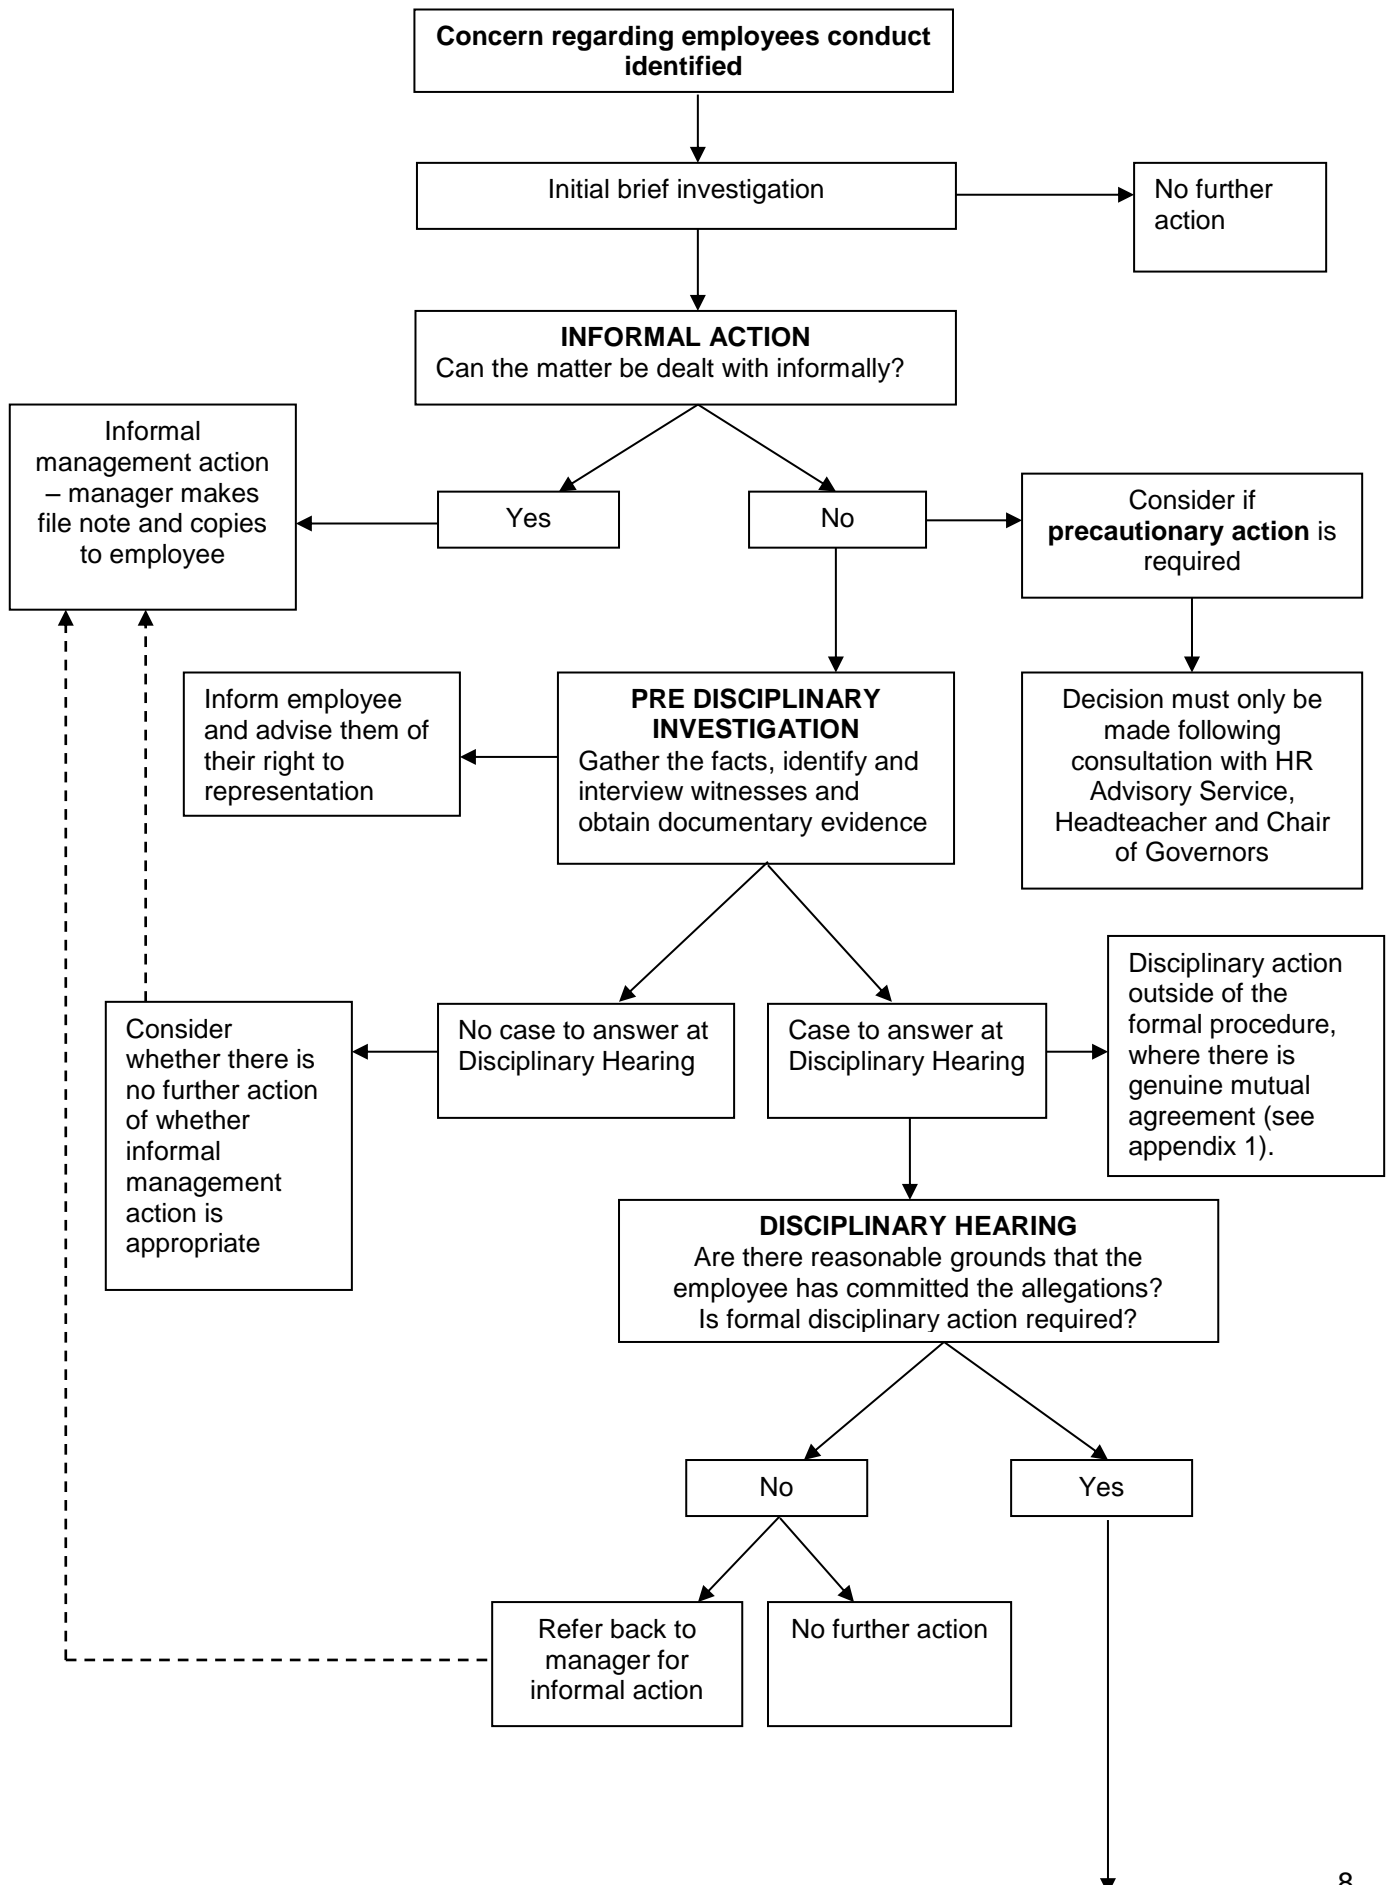 Concern regarding employees conduct
identified
Initial brief investigation
No further
action
INFORMAL ACTION
Can the matter be dealt with informally?
Informal
management action
– manager makes
file note and copies
to employee
Yes
No
Consider if
precautionary action is
required
Inform employee
and advise them of
their right to
representation
PRE DISCIPLINARY
INVESTIGATION
Gather the facts, identify and
interview witnesses and
obtain documentary evidence
Decision must only be
made following
consultation with HR
Advisory Service,
Headteacher and Chair
of Governors
Consider
whether there is
no further action
of whether
informal
management
action is
appropriate
No case to answer at
Disciplinary Hearing
Case to answer at
Disciplinary Hearing
Disciplinary action
outside of the
formal procedure,
where there is
genuine mutual
agreement (see
appendix 1).
DISCIPLINARY HEARING
Are there reasonable grounds that the
employee has committed the allegations?
Is formal disciplinary action required?
No
Yes
Refer back to
manager for
informal action
No further action
8